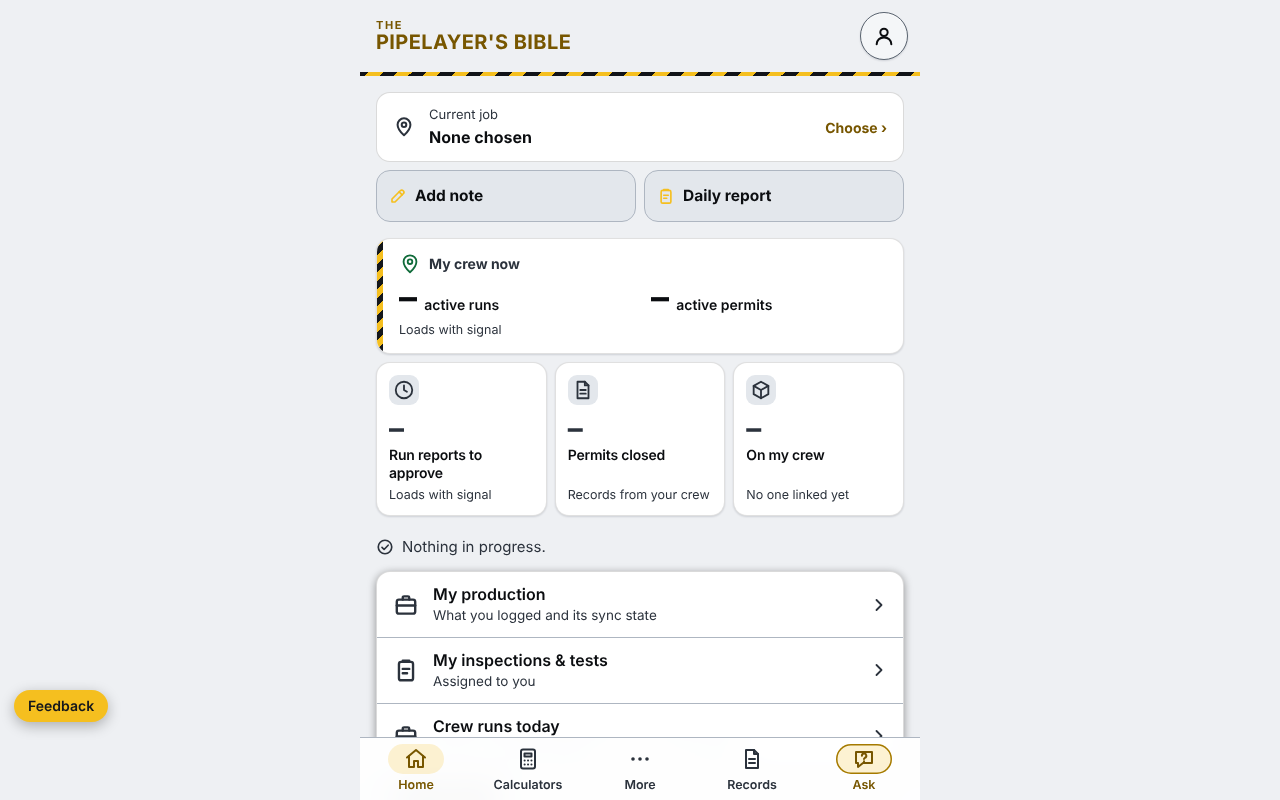 THE
PIPELAYER'S BIBLE
Current job
None chosen
Choose ›
Add note
Daily report
My crew now
– active runs
– active permits
Loads with signal
–
Run reports to
approve
Loads with signal
–
Permits closed
Records from your crew
–
On my crew
No one linked yet
Nothing in progress.
My production
What you logged and its sync state
My inspections & tests
Assigned to you
Crew runs today
Feedback
Home
Calculators
More
Records
Ask